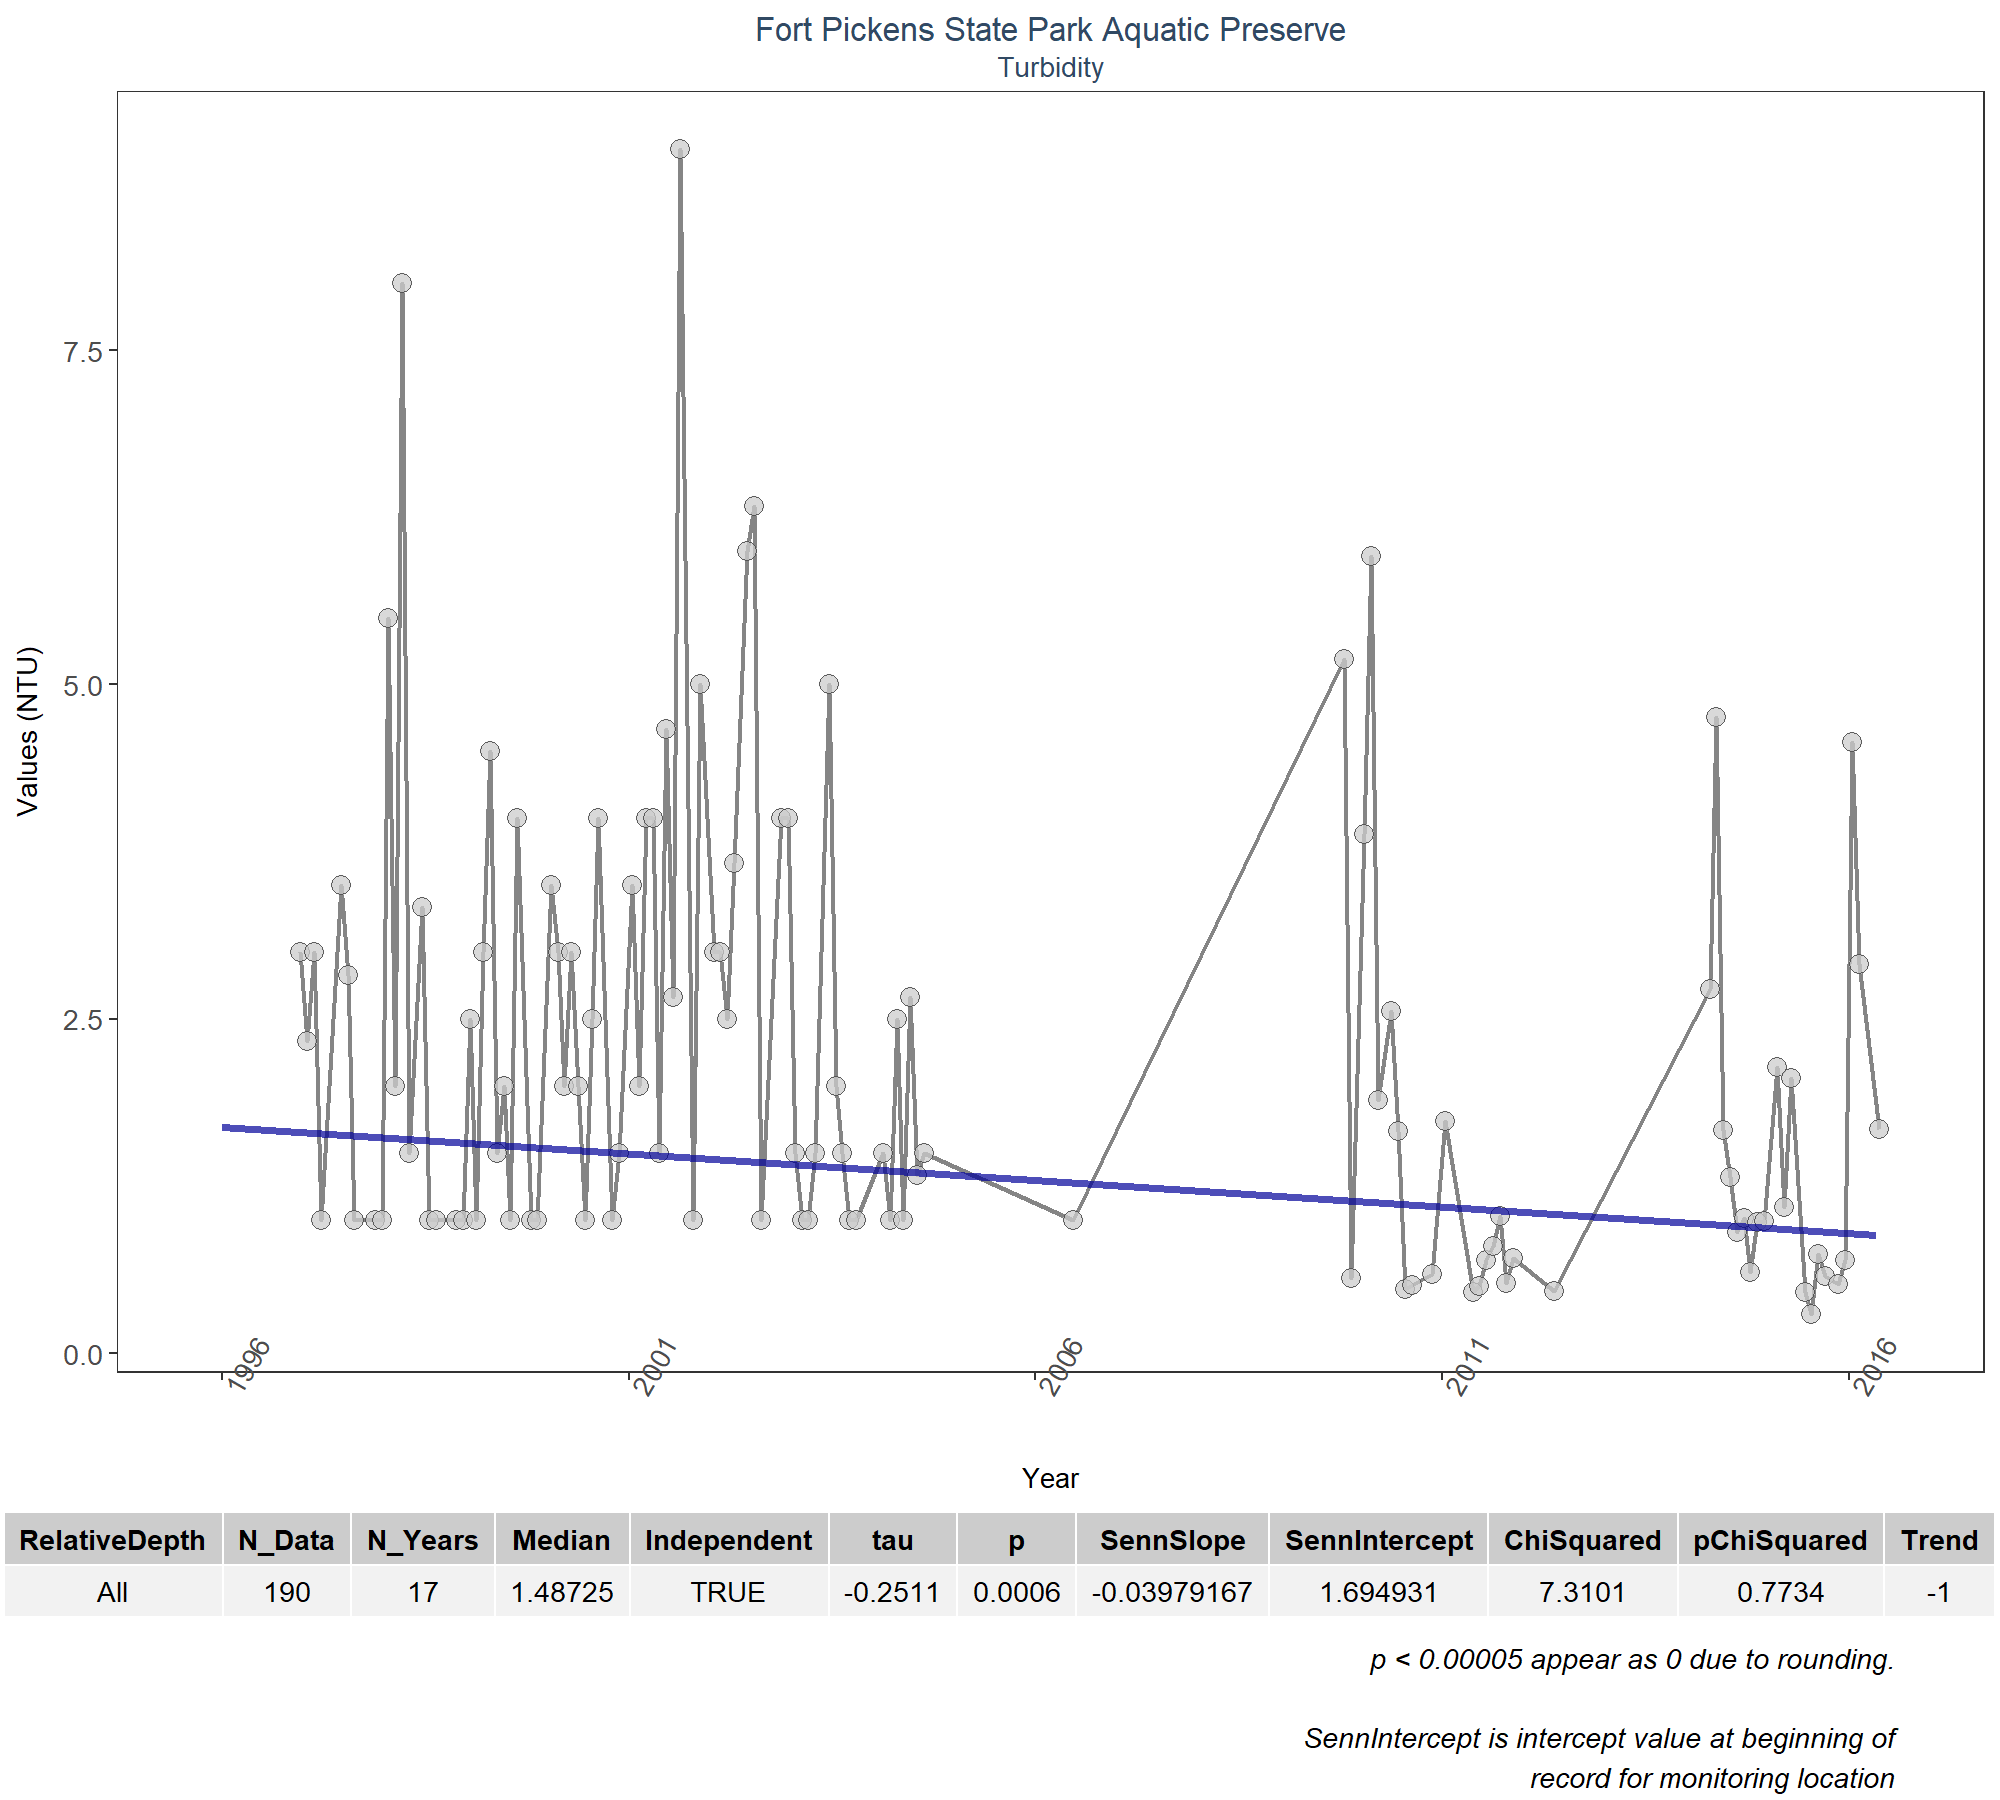 Fort Pickens State Park Aquatic Preserve
Turbidity
Values (NTU)
7.5
5.0
2.5
0.0
1996 2001 2006 2011 2016
Year
RelativeDepth N_Data N_Years Median Independent tau p SennSlope SennIntercept ChiSquared pChiSquared Trend
All 190 17 1.48725 TRUE -0.2511 0.0006 -0.03979167 1.694931 7.3101 0.7734 -1
p < 0.00005 appear as 0 due to rounding.
SennIntercept is intercept value at beginning of
record for monitoring location